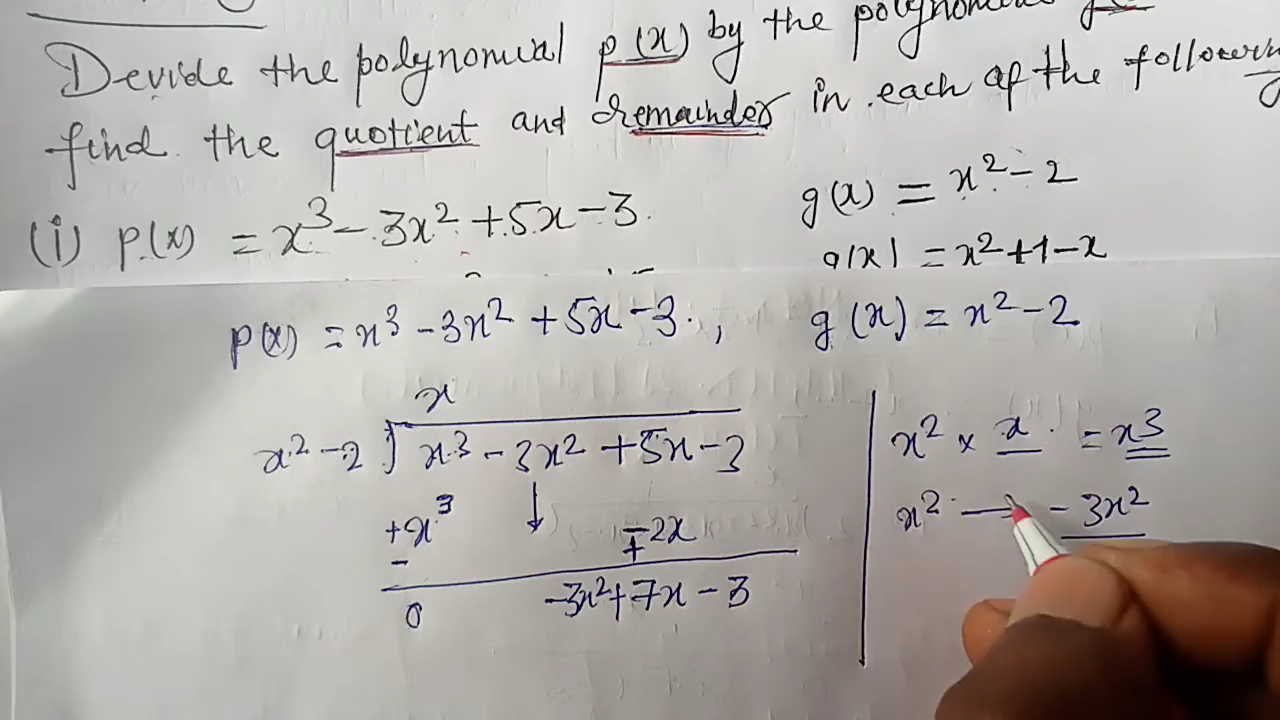 Devide the polynomial p(x) by the polynomial
find the quotient and remainder in each of the following
(i) p(x) = x³ - 3x² + 5x - 3
g(x) = x² - 2
g(x) = x² + 1 - x
p(x) = x³ - 3x² + 5x - 3 , g(x) = x² - 2
x
x² - 2 ) x³ - 3x² + 5x - 3
+x³ ↓ -2x
- +
0 -3x² + 7x - 3
x² × x = x³
x² → - 3x²